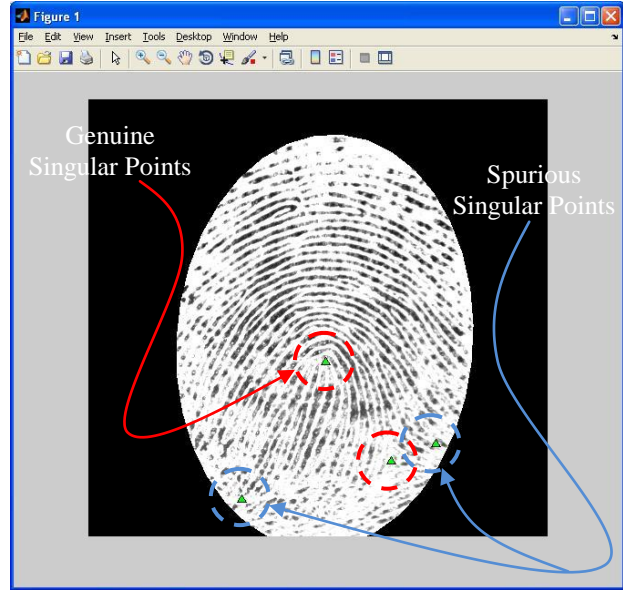 Figure 1
File Edit View Insert Tools Desktop Window Help
Genuine
Singular Points
Spurious
Singular Points